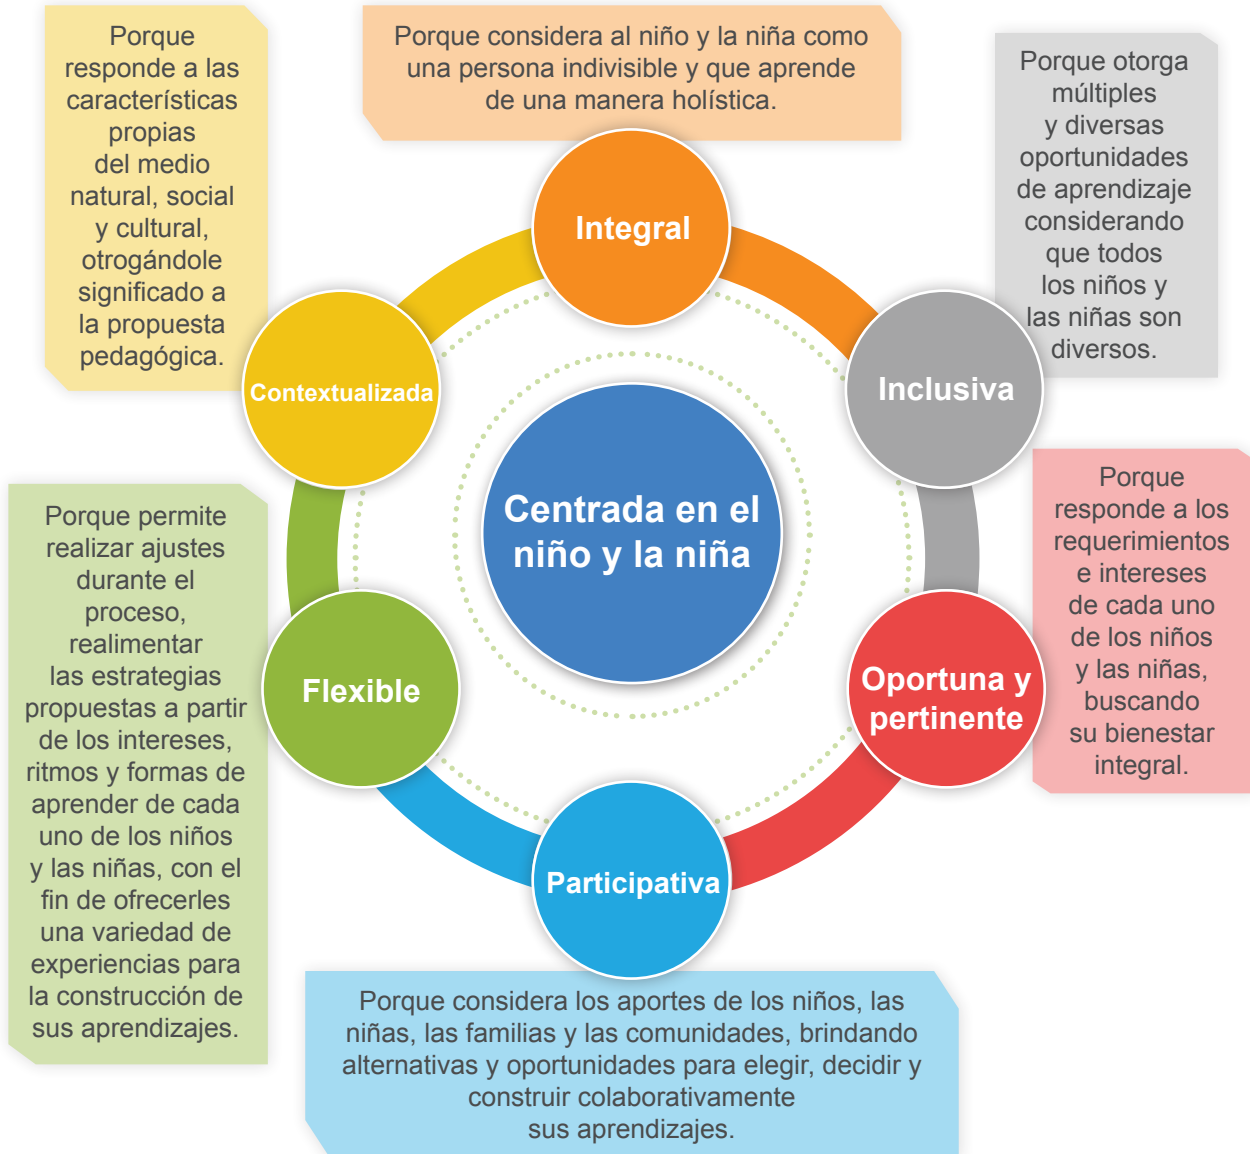 Porque
responde a las
características
propias
del medio
natural, social
y cultural,
otrogándole
significado a
la propuesta
pedagógica.
Porque considera al niño y la niña como
una persona indivisible y que aprende
de una manera holística.
Porque otorga
múltiples
y diversas
oportunidades
de aprendizaje
considerando
que todos
los niños y
las niñas son
diversos.
Integral
Contextualizada
Inclusiva
Centrada en el
niño y la niña
Porque permite
realizar ajustes
durante el
proceso,
realimentar
las estrategias
propuestas a partir
de los intereses,
ritmos y formas de
aprender de cada
uno de los niños
y las niñas, con el
fin de ofrecerles
una variedad de
experiencias para
la construcción de
sus aprendizajes.
Flexible
Oportuna y
pertinente
Porque
responde a los
requerimientos
e intereses
de cada uno
de los niños
y las niñas,
buscando
su bienestar
integral.
Participativa
Porque considera los aportes de los niños, las
niñas, las familias y las comunidades, brindando
alternativas y oportunidades para elegir, decidir y
construir colaborativamente
sus aprendizajes.